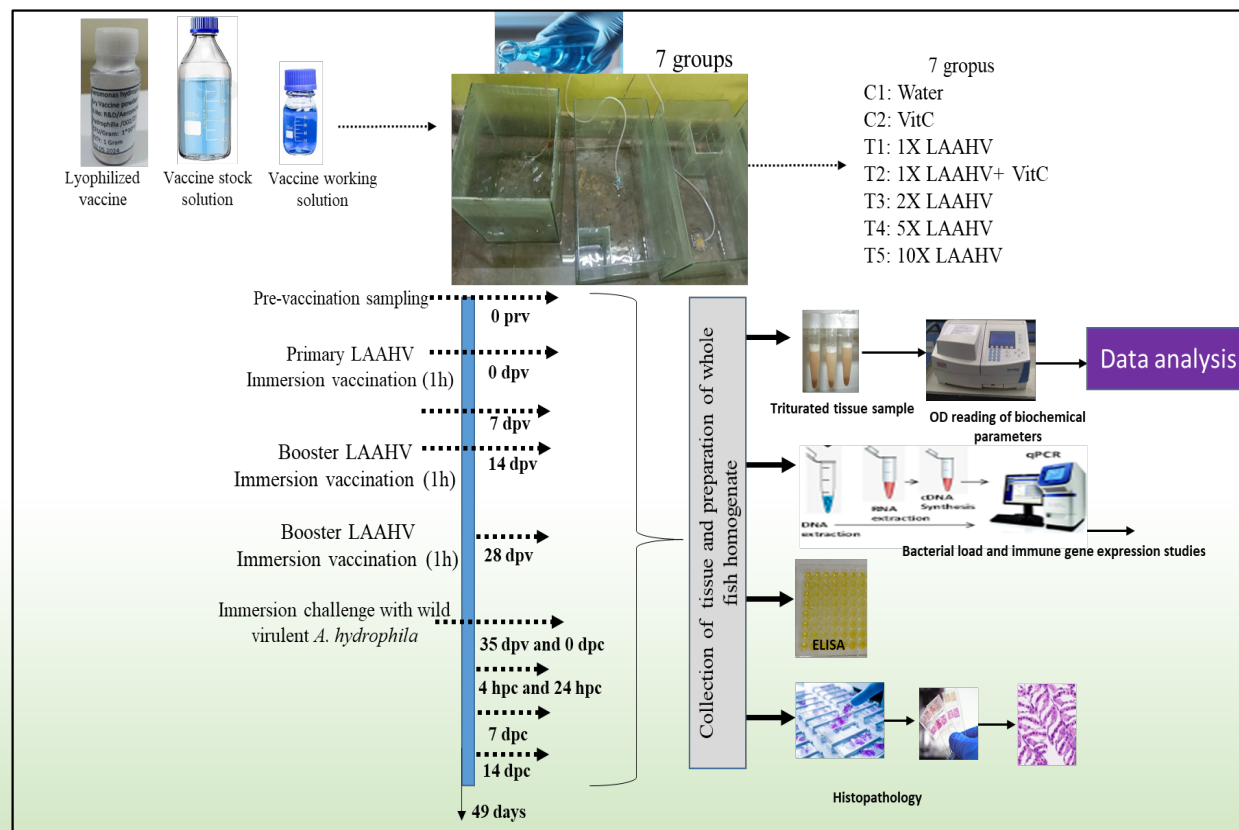 7 groups
7 gropus
C1: Water
C2: VitC
T1: 1X LAAHV
T2: 1X LAAHV+ VitC
T3: 2X LAAHV
T4: 5X LAAHV
T5: 10X LAAHV
Vaccine powder
1 Gram
Lyophilized
vaccine
Vaccine stock
solution
Vaccine working
solution
Pre-vaccination sampling
0 prv
Primary LAAHV
Immersion vaccination (1h)
0 dpv
7 dpv
Booster LAAHV
Immersion vaccination (1h)
14 dpv
Booster LAAHV
Immersion vaccination (1h)
28 dpv
Immersion challenge with wild
virulent A. hydrophila
35 dpv and 0 dpc
4 hpc and 24 hpc
7 dpc
14 dpc
49 days
Collection of tissue and preparation of whole
fish homogenate
Triturated tissue sample
OD reading of biochemical
parameters
Data analysis
DNA
extraction
RNA
extraction
cDNA
Synthesis
qPCR
Bacterial load and immune gene expression studies
ELISA
Histopathology